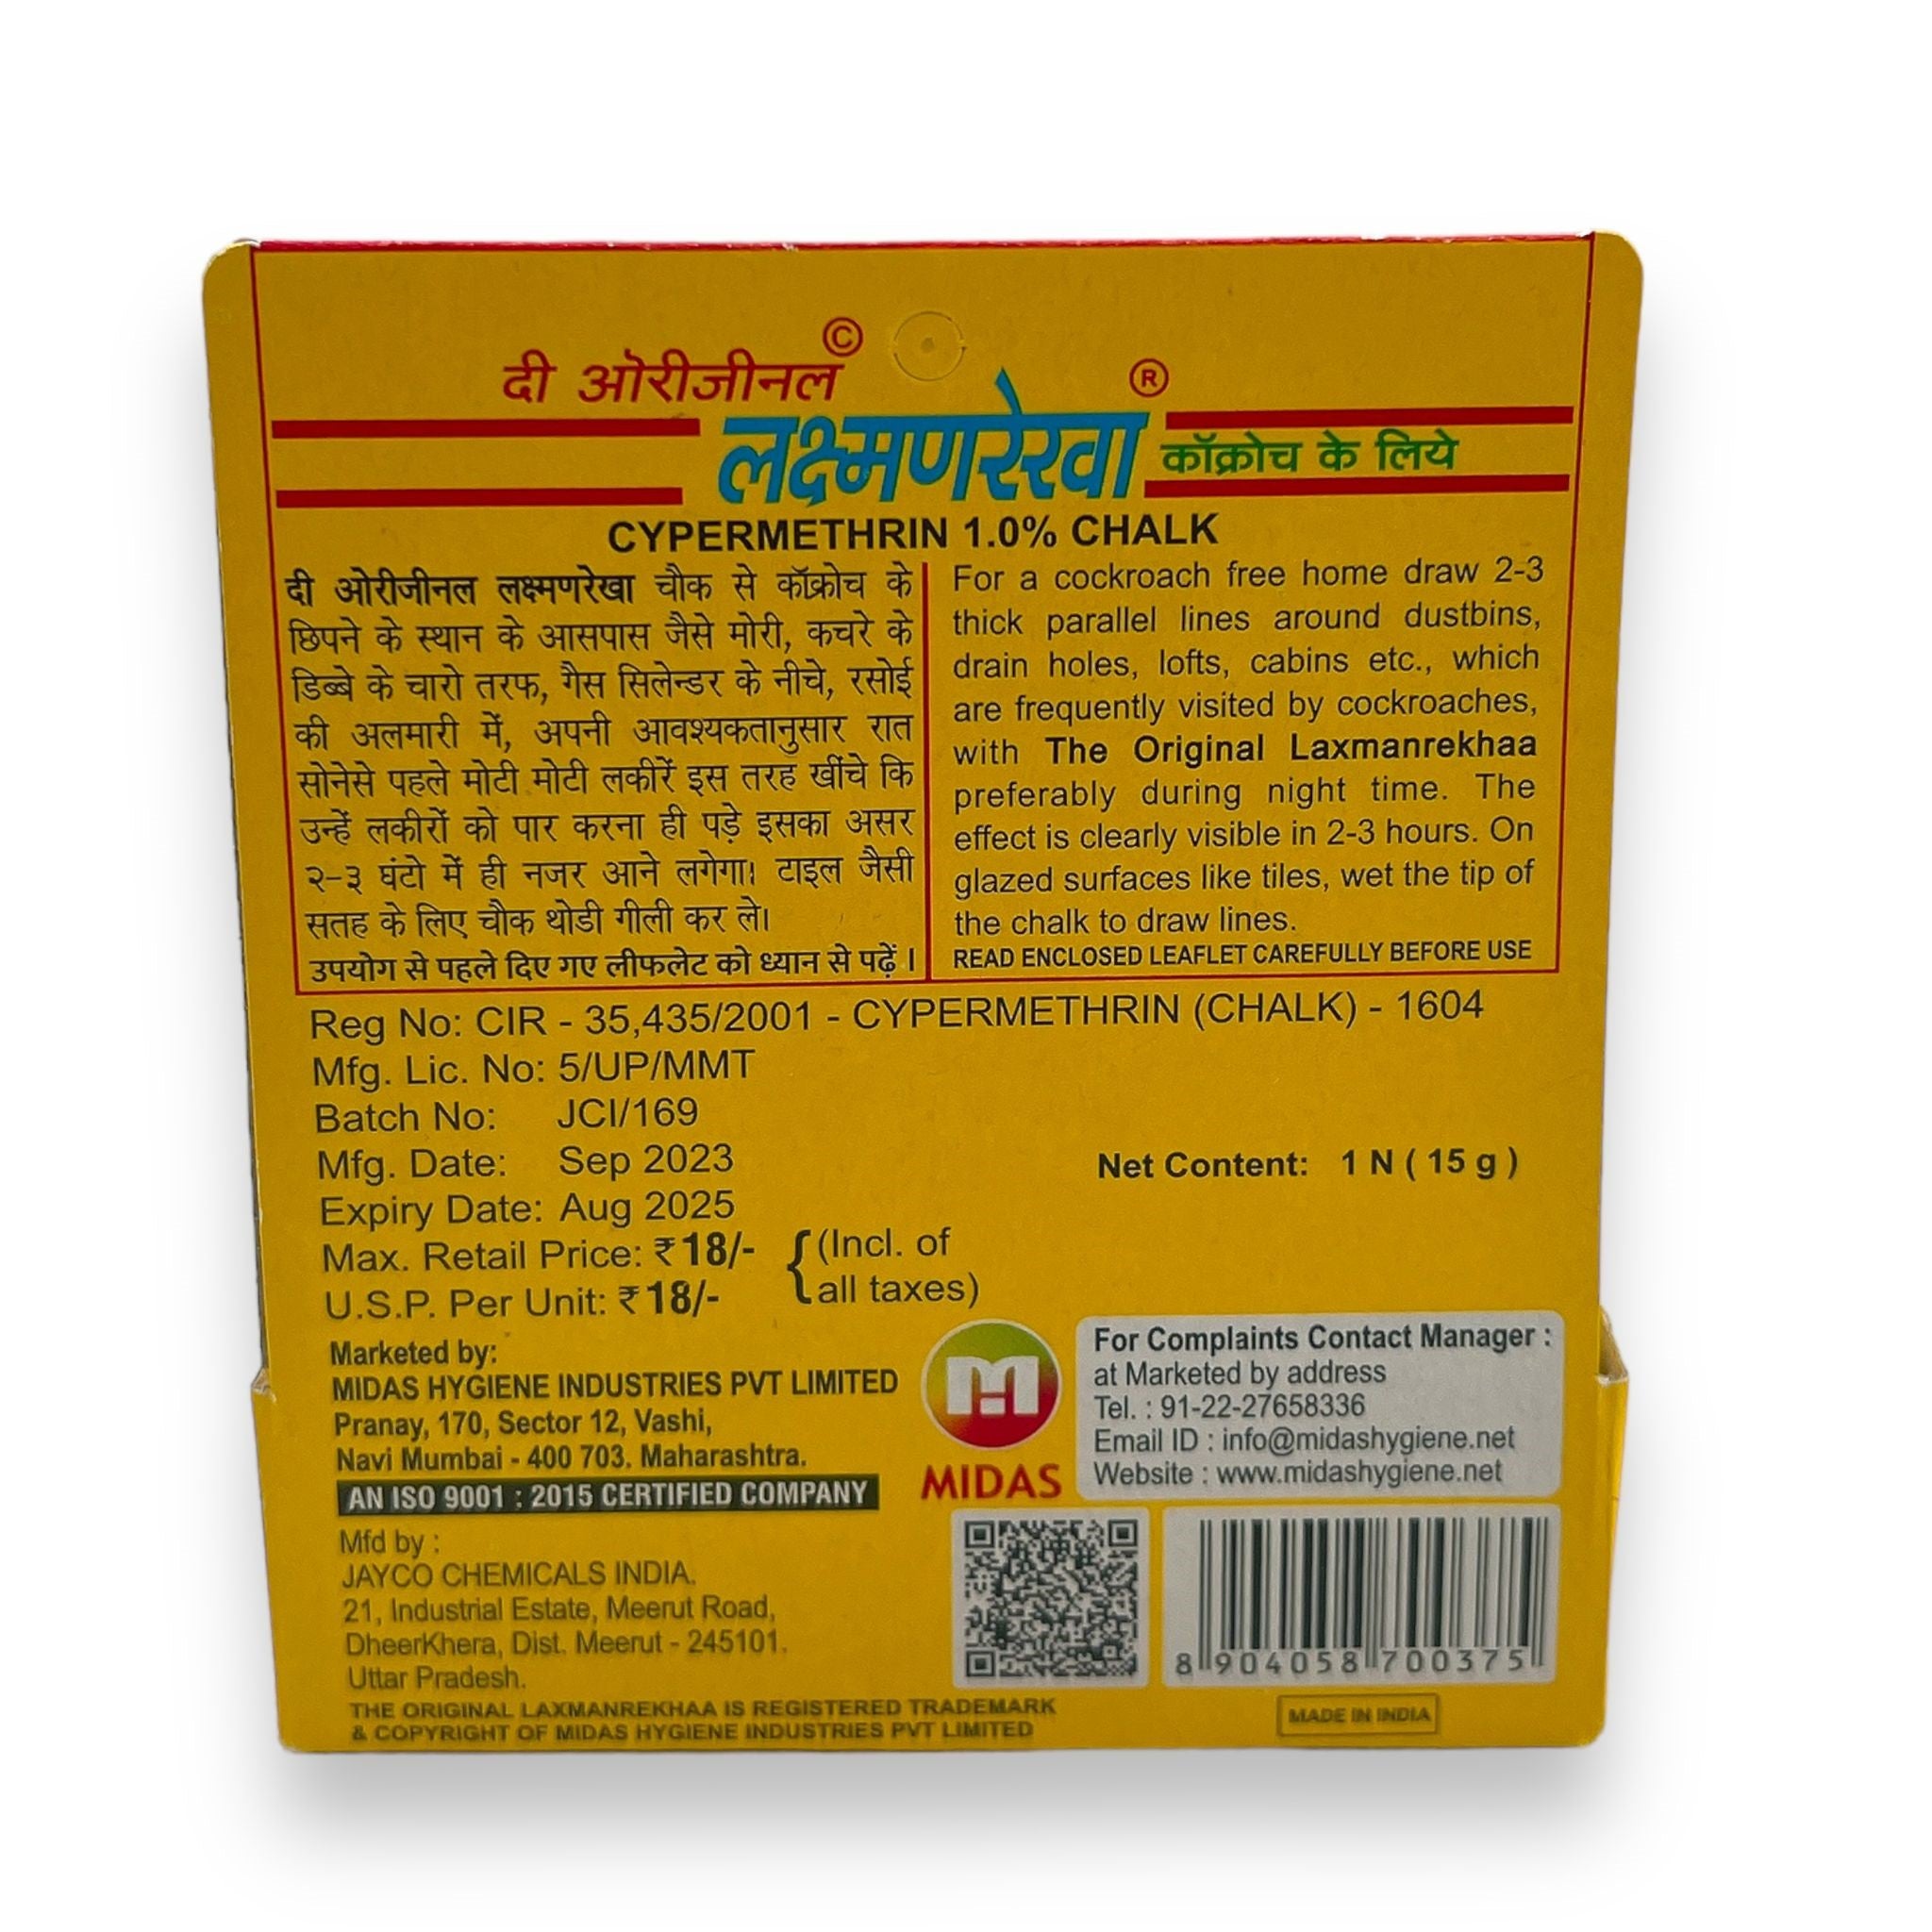 दी ओरीजीनल ©
लक्ष्मणरेखा ® कॉक्रोच के लिये
CYPERMETHRIN 1.0% CHALK
दी ओरीजीनल लक्ष्मणरेखा चौक से कॉक्रोच के
छिपने के स्थान के आसपास जैसे मोरी, कचरे के
डिब्बे के चारो तरफ, गैस सिलेन्डर के नीचे, रसोई
की अलमारी में, अपनी आवश्यकतानुसार रात
सोनेसे पहले मोटी मोटी लकीरें इस तरह खींचे कि
उन्हें लकीरों को पार करना ही पड़े इसका असर
२-३ घंटो में ही नजर आने लगेगा। टाइल जैसी
सतह के लिए चौक थोडी गीली कर ले।
उपयोग से पहले दिए गए लीफलेट को ध्यान से पढ़ें ।
For a cockroach free home draw 2-3
thick parallel lines around dustbins,
drain holes, lofts, cabins etc., which
are frequently visited by cockroaches,
with The Original Laxmanrekhaa
preferably during night time. The
effect is clearly visible in 2-3 hours. On
glazed surfaces like tiles, wet the tip of
the chalk to draw lines.
READ ENCLOSED LEAFLET CAREFULLY BEFORE USE
Reg No: CIR - 35,435/2001 - CYPERMETHRIN (CHALK) - 1604
Mfg. Lic. No: 5/UP/MMT
Batch No: JCI/169
Mfg. Date: Sep 2023
Net Content: 1 N ( 15 g )
Expiry Date: Aug 2025
Max. Retail Price: ₹ 18/- { (Incl. of
U.S.P. Per Unit: ₹ 18/- all taxes)
Marketed by:
MIDAS HYGIENE INDUSTRIES PVT LIMITED
Pranay, 170, Sector 12, Vashi,
Navi Mumbai - 400 703. Maharashtra.
AN ISO 9001 : 2015 CERTIFIED COMPANY
MIDAS
For Complaints Contact Manager :
at Marketed by address
Tel. : 91-22-27658336
Email ID : info@midashygiene.net
Website : www.midashygiene.net
Mfd by :
JAYCO CHEMICALS INDIA.
21, Industrial Estate, Meerut Road,
DheerKhera, Dist. Meerut - 245101.
Uttar Pradesh.
8 904058 700375
THE ORIGINAL LAXMANREKHAA IS REGISTERED TRADEMARK
& COPYRIGHT OF MIDAS HYGIENE INDUSTRIES PVT LIMITED
MADE IN INDIA